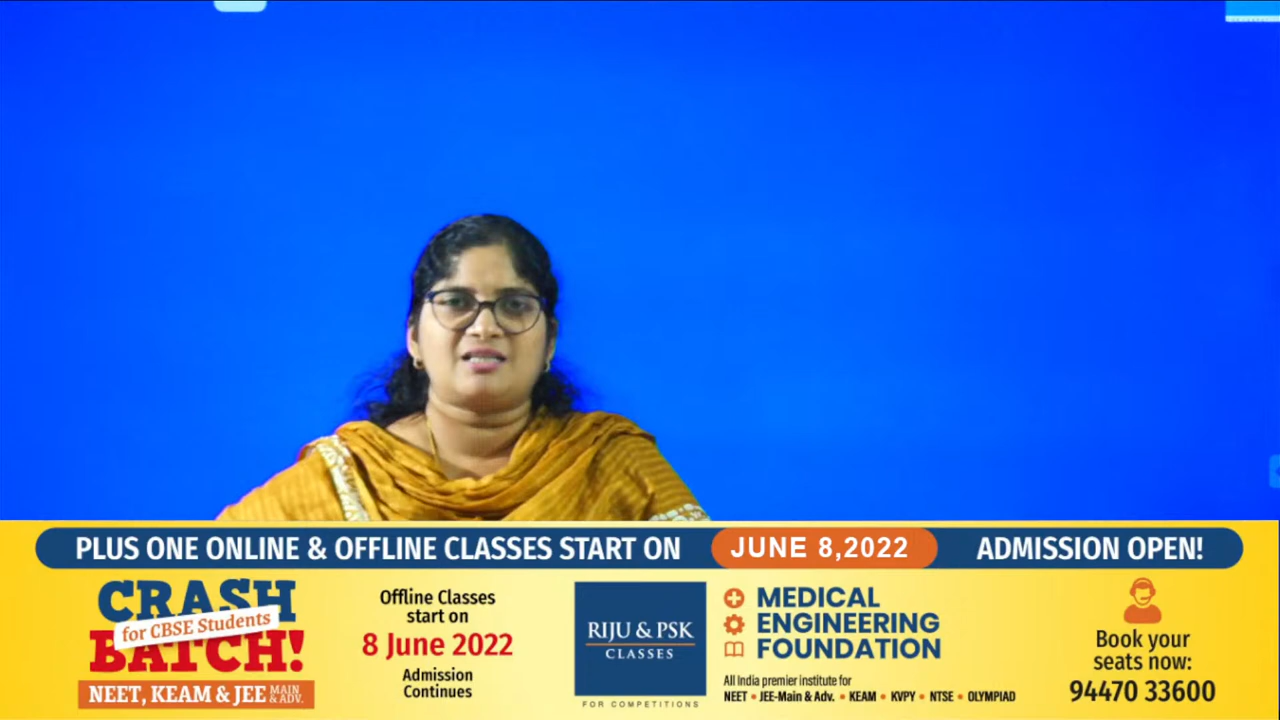 PLUS ONE ONLINE & OFFLINE CLASSES START ON JUNE 8,2022 ADMISSION OPEN!
CRASH
for CBSE Students
BATCH!
NEET, KEAM & JEE MAIN & ADV.
Offline Classes
start on
8 June 2022
Admission
Continues
RIJU & PSK
CLASSES
FOR COMPETITIONS
MEDICAL
ENGINEERING
FOUNDATION
All India premier institute for
NEET • JEE-Main & Adv. • KEAM • KVPY • NTSE • OLYMPIAD
Book your
seats now:
94470 33600